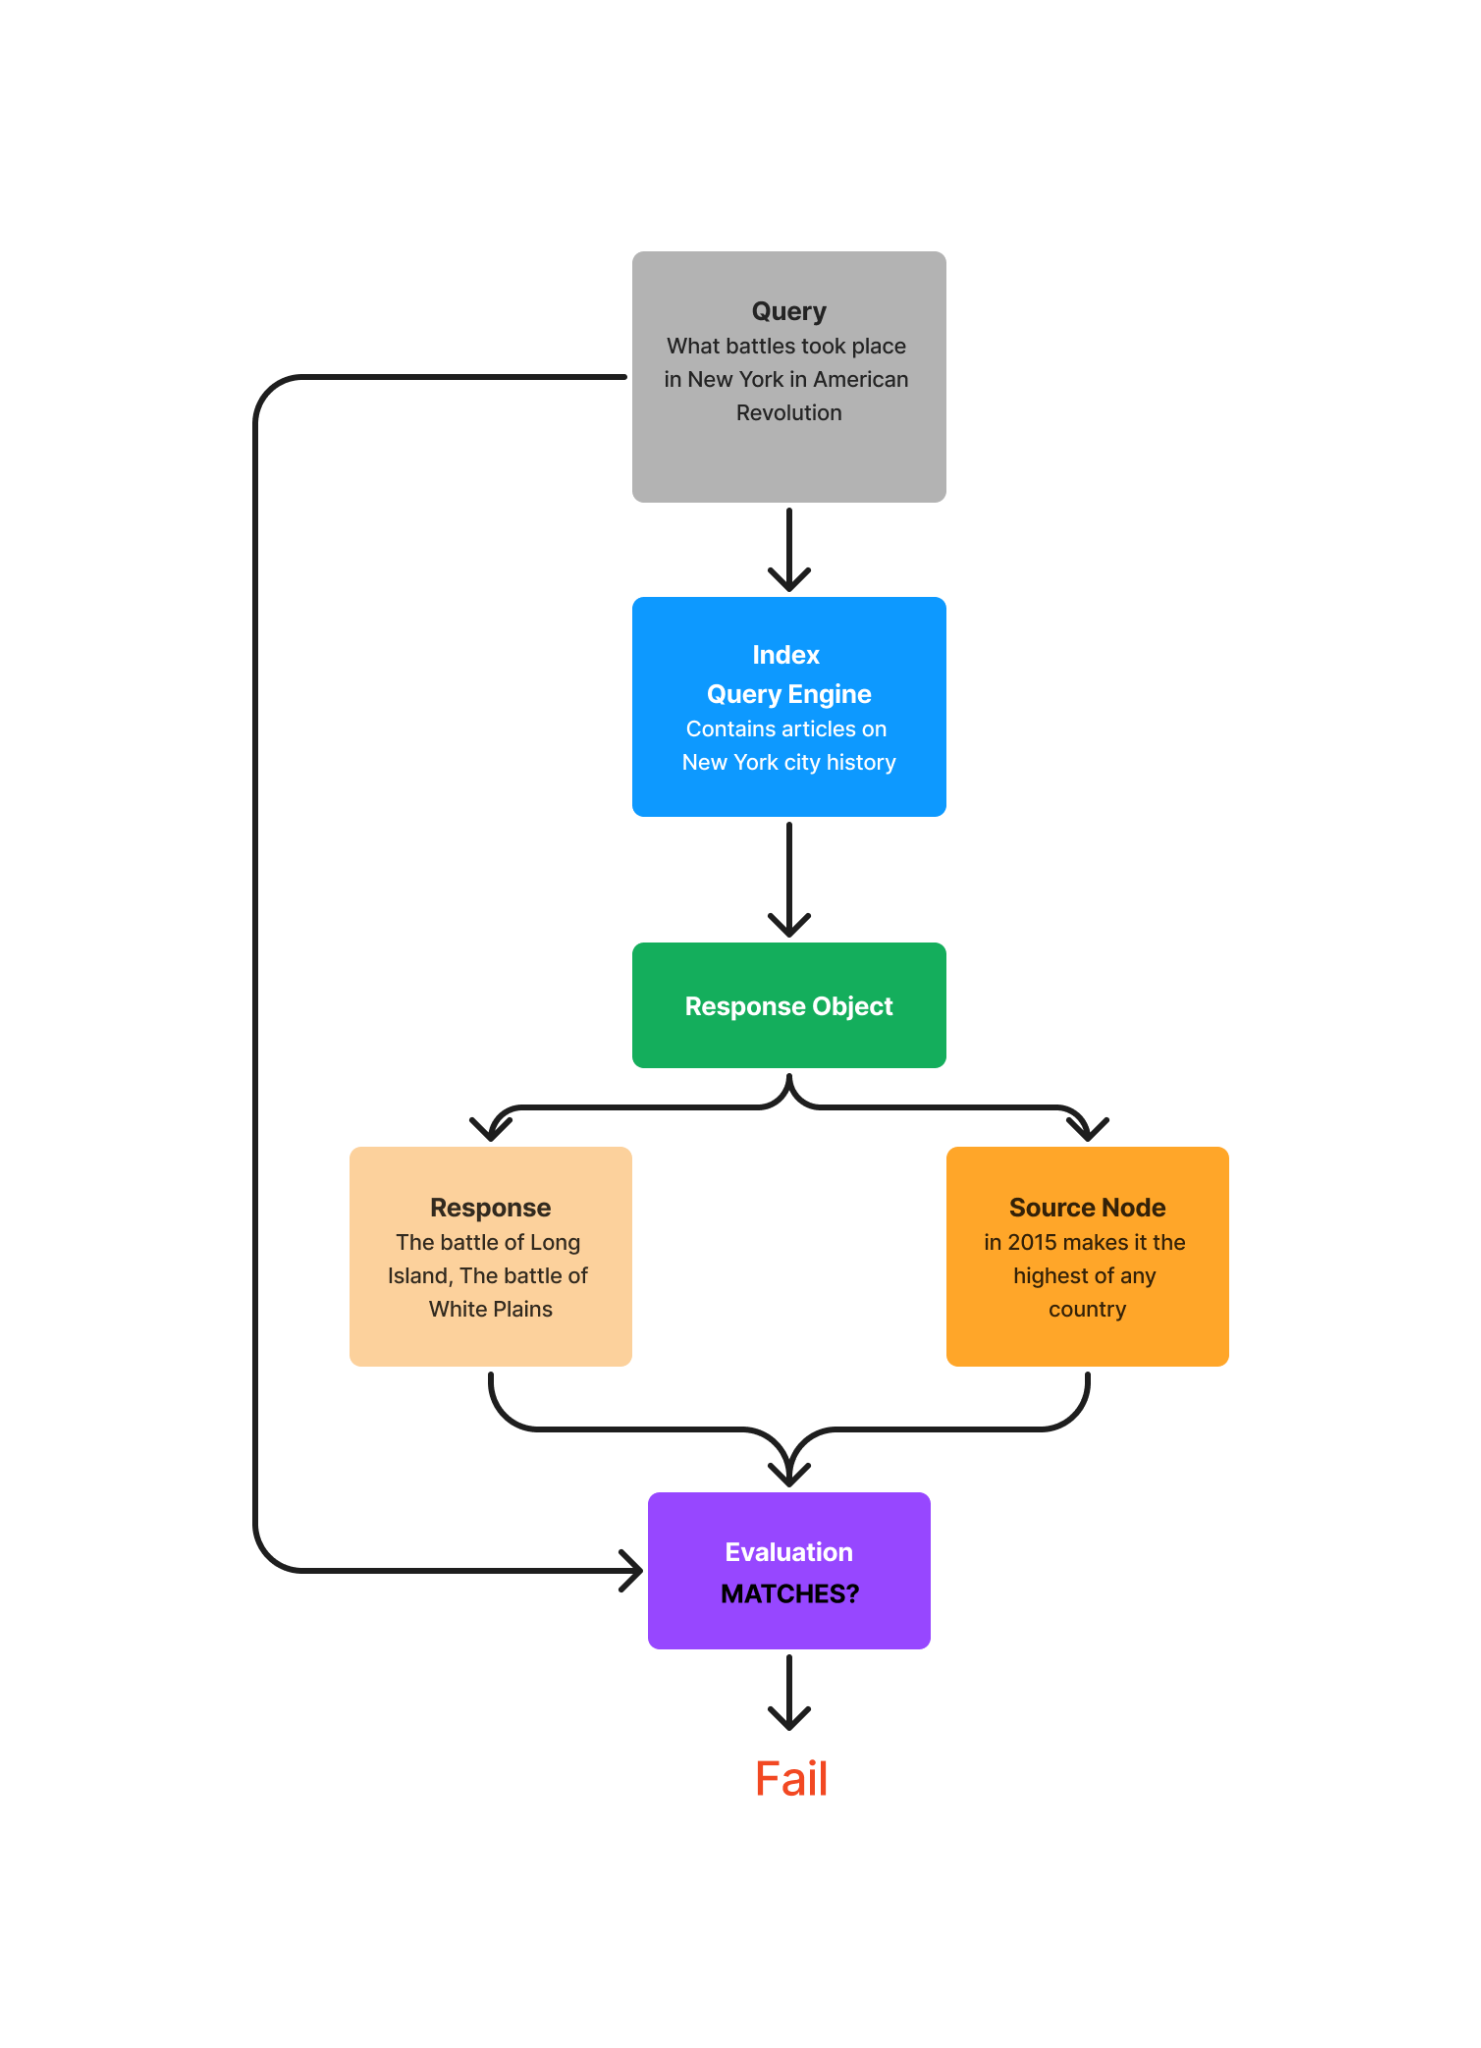 Query
What battles took place
in New York in American
Revolution
Index
Query Engine
Contains articles on
New York city history
Response Object
Response
The battle of Long
Island, The battle of
White Plains
Source Node
in 2015 makes it the
highest of any
country
Evaluation
MATCHES?
Fail